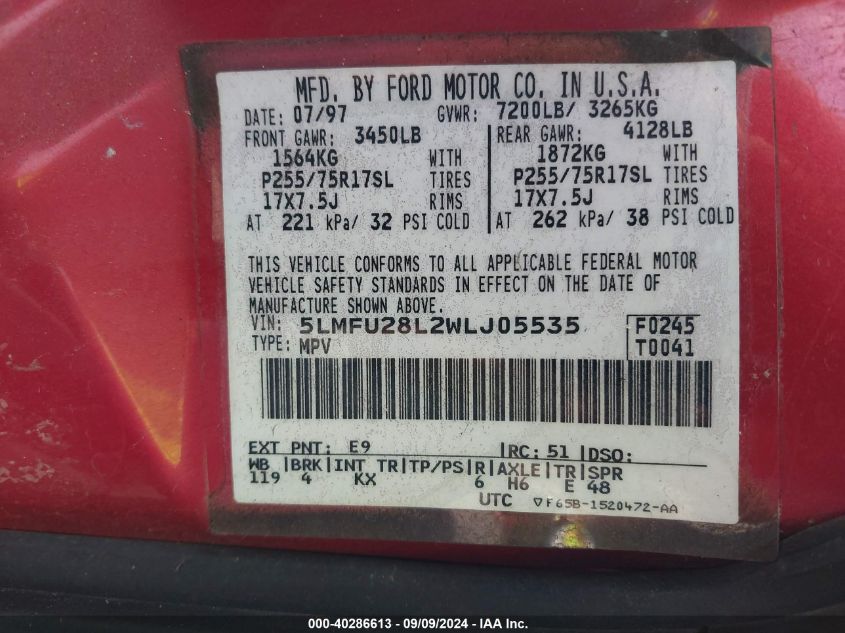 MFD. BY FORD MOTOR CO. IN U.S.A.
DATE: 07/97 GVWR: 7200LB/ 3265KG
FRONT GAWR: 3450LB REAR GAWR: 4128LB
1564KG WITH 1872KG WITH
P255/75R17SL TIRES P255/75R17SL TIRES
17X7.5J RIMS 17X7.5J RIMS
AT 221 kPa/ 32 PSI COLD AT 262 kPa/ 38 PSI COLD
THIS VEHICLE CONFORMS TO ALL APPLICABLE FEDERAL MOTOR
VEHICLE SAFETY STANDARDS IN EFFECT ON THE DATE OF
MANUFACTURE SHOWN ABOVE.
VIN: 5LMFU28L2WLJ05535 F0245
TYPE: MPV T0041
EXT PNT: E9 RC: 51 DSO:
WB BRK INT TR TP/PS R AXLE TR SPR
119 4 KX 6 H6 E 48
UTC ▽F65B-1520472-AA
000-40286613 - 09/09/2024 - IAA Inc.